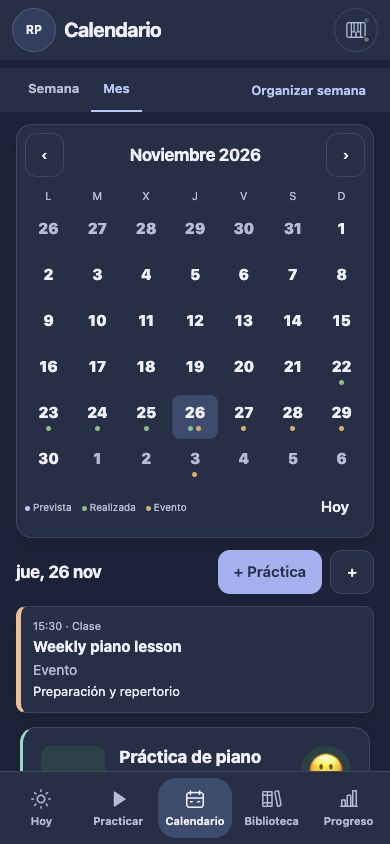 RP Calendario
Semana Mes Organizar semana
‹ Noviembre 2026 ›
L M X J V S D
26 27 28 29 30 31 1
2 3 4 5 6 7 8
9 10 11 12 13 14 15
16 17 18 19 20 21 22
23 24 25 26 27 28 29
30 1 2 3 4 5 6
Prevista Realizada Evento Hoy
jue, 26 nov + Práctica +
15:30 · Clase
Weekly piano lesson
Evento
Preparación y repertorio
Práctica de piano
Hoy Practicar Calendario Biblioteca Progreso